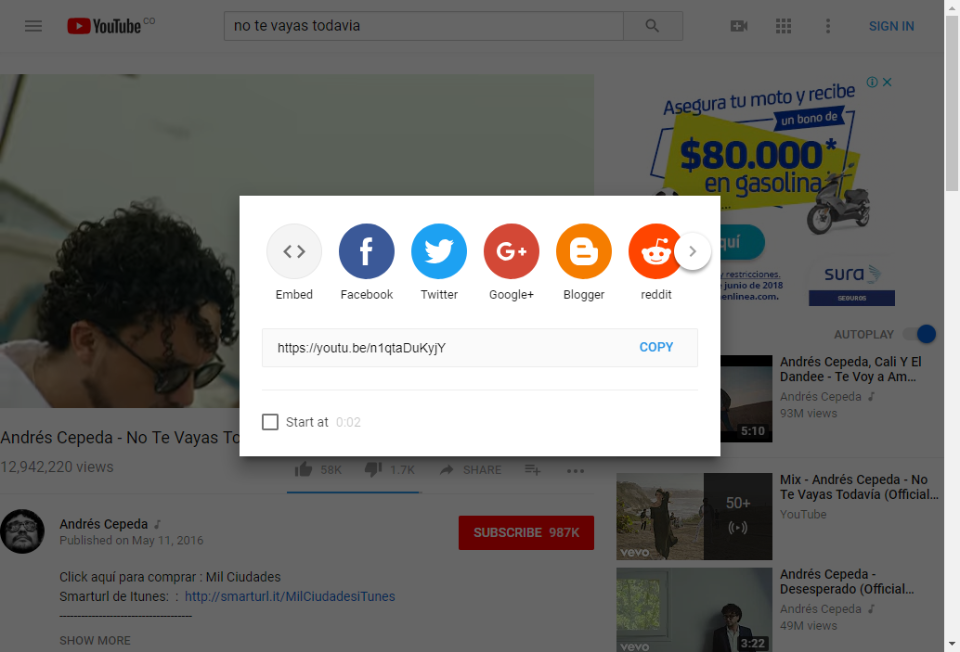 YouTube CO
no te vayas todavia
SIGN IN
Asegura tu moto y recibe
un bono de
$80.000*
en gasolina
quí
restricciones.
de junio de 2018
enlinea.com.
sura
SEGUROS
Embed
Facebook
Twitter
G+
Google+
Blogger
reddit
https://youtu.be/n1qtaDuKyjY
COPY
Start at 0:02
AUTOPLAY
Andrés Cepeda, Cali Y El
Dandee - Te Voy a Am...
Andrés Cepeda
93M views
5:10
Andrés Cepeda - No Te Vayas To
12,942,220 views
58K
1.7K
SHARE
Mix - Andrés Cepeda - No
Te Vayas Todavía (Official...
YouTube
50+
vevo
Andrés Cepeda
Published on May 11, 2016
SUBSCRIBE 987K
Click aquí para comprar : Mil Ciudades
Smarturl de Itunes: : http://smarturl.it/MilCiudadesiTunes
------------------------------------
SHOW MORE
Andrés Cepeda -
Desesperado (Official...
Andrés Cepeda
49M views
3:22
vevo